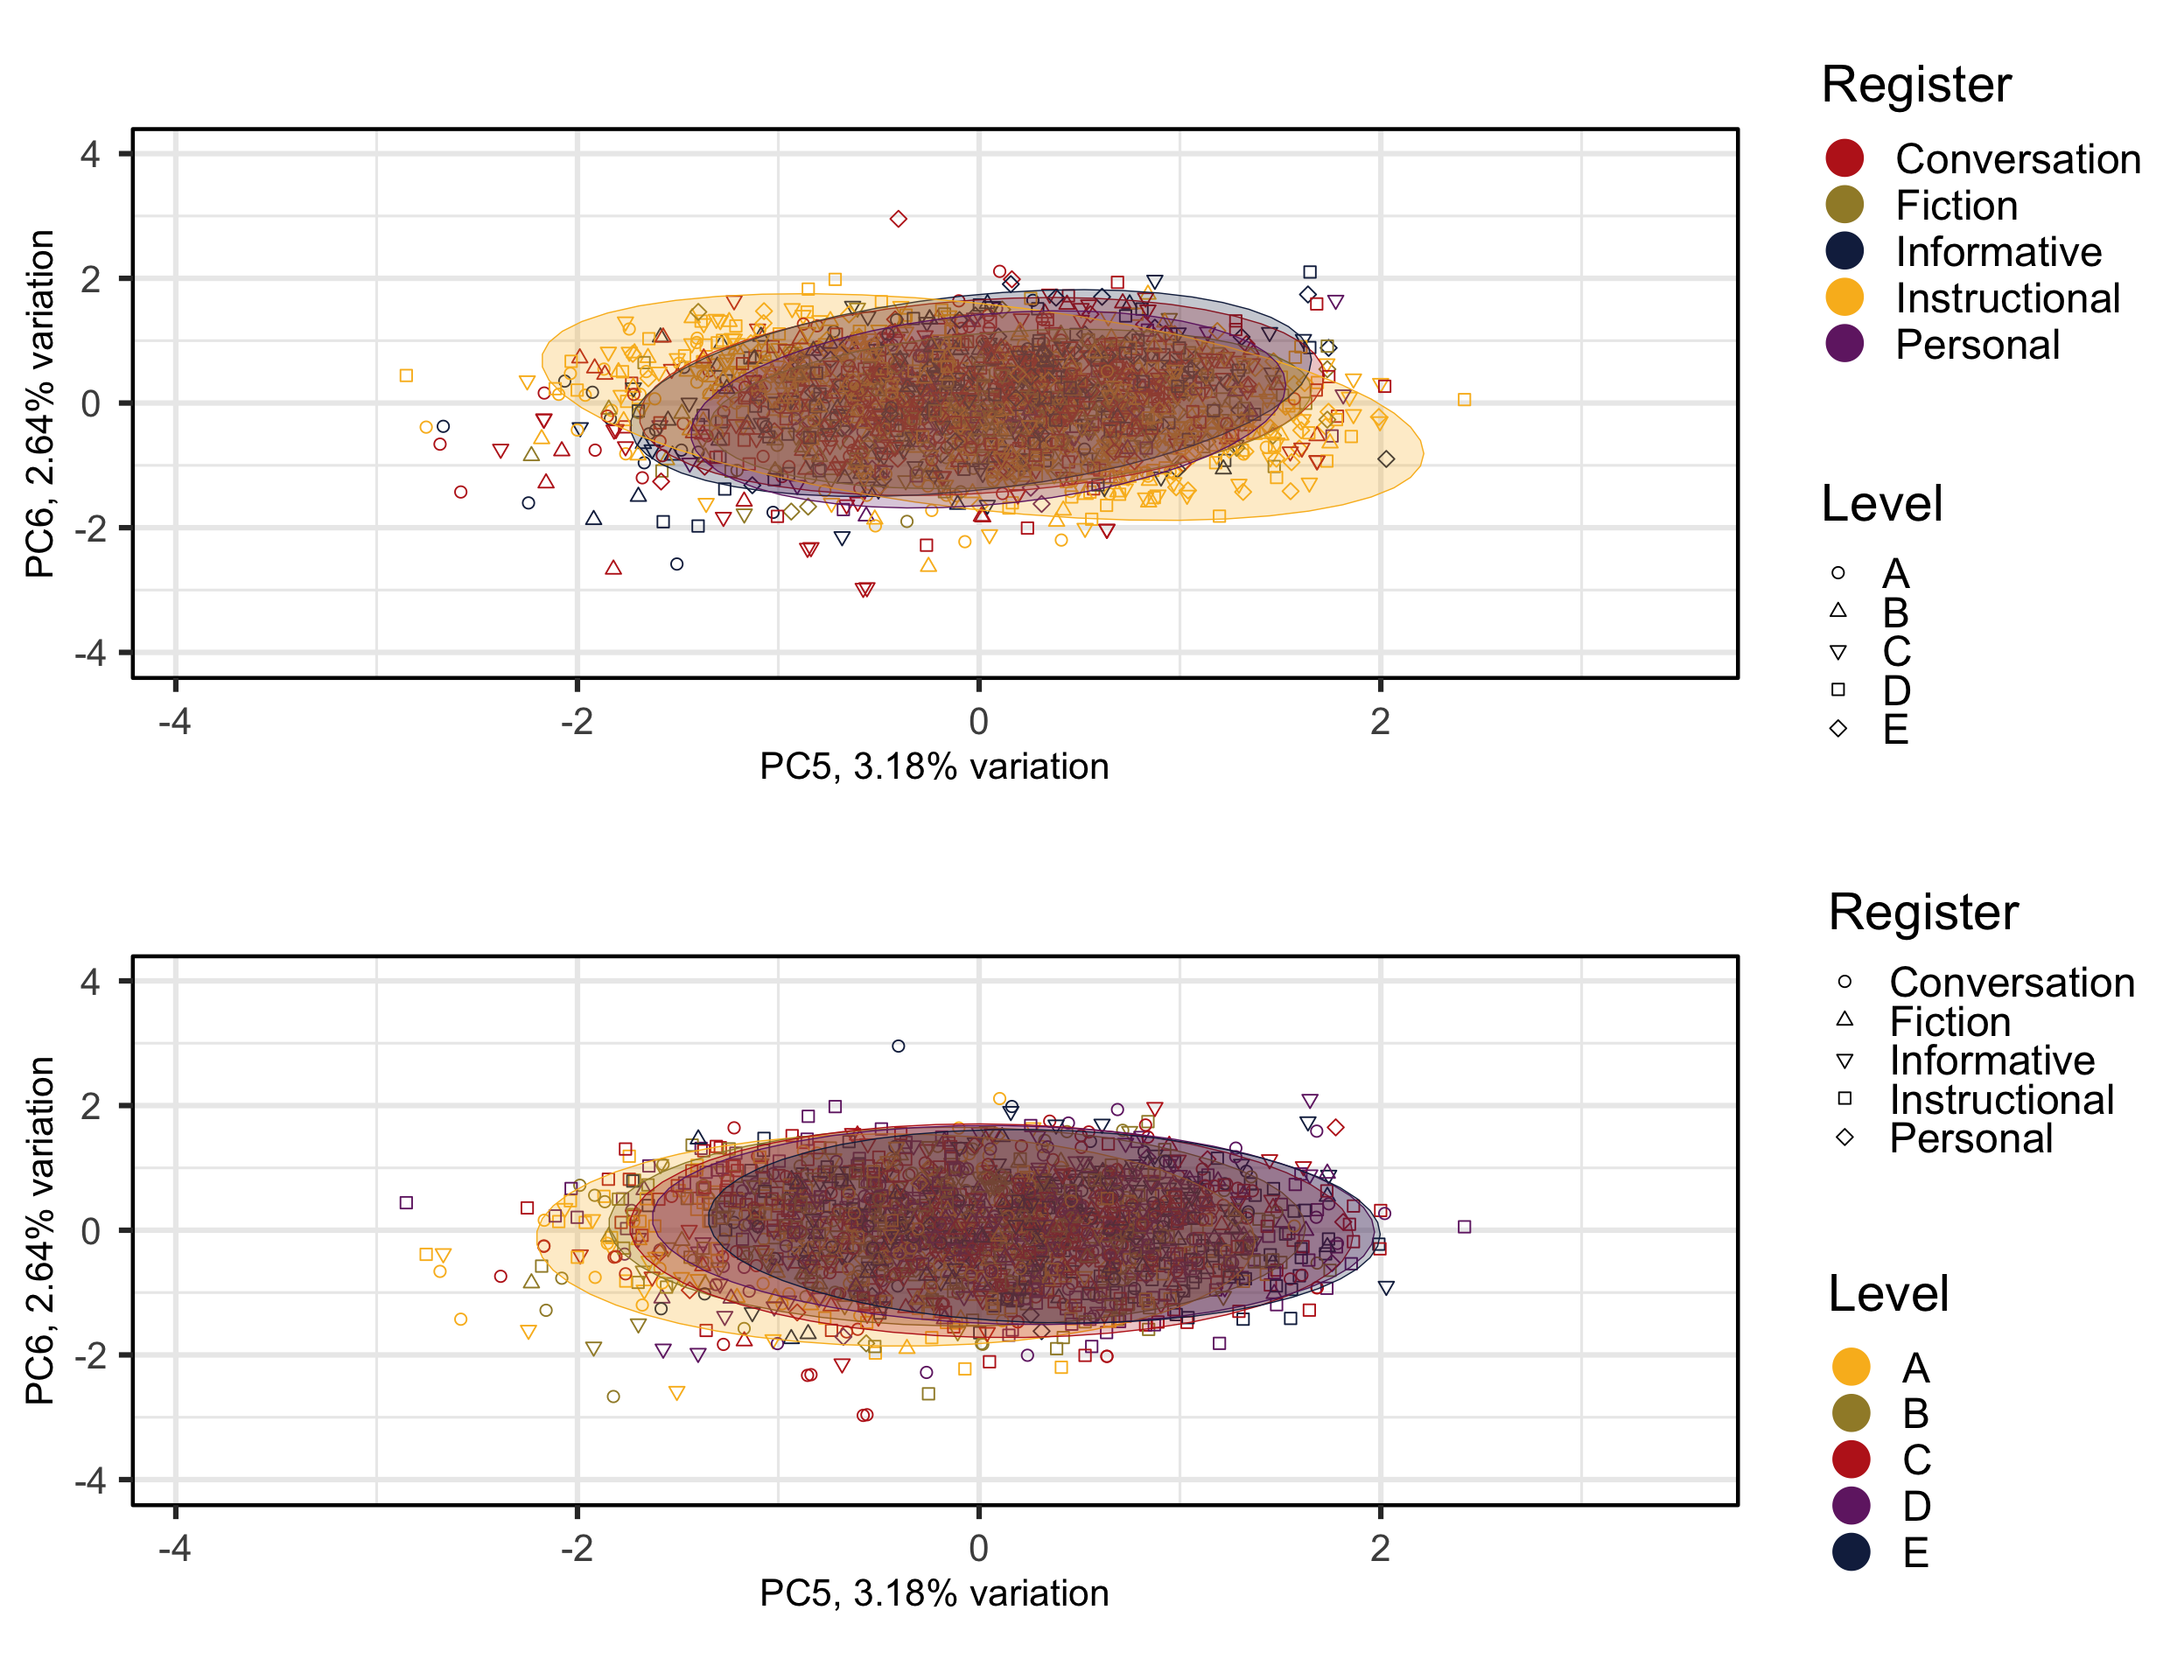 Register
Conversation
Fiction
Informative
Instructional
Personal
Level
A
B
C
D
E
4
2
0
-2
-4
-4
-2
0
2
PC6, 2.64% variation
PC5, 3.18% variation
Register
Conversation
Fiction
Informative
Instructional
Personal
Level
A
B
C
D
E
4
2
0
-2
-4
-4
-2
0
2
PC6, 2.64% variation
PC5, 3.18% variation